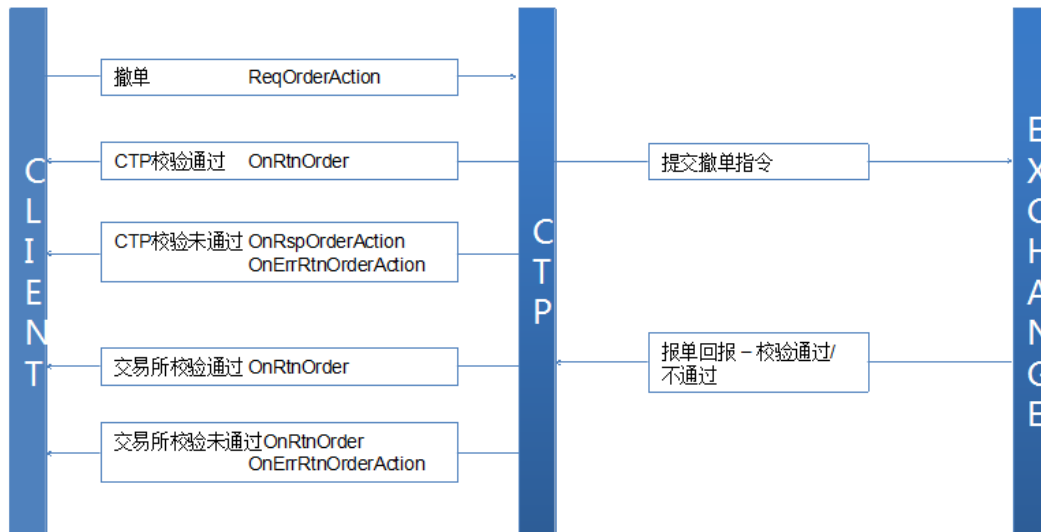 撤单 ReqOrderAction
CTP校验通过 OnRtnOrder
提交撤单指令
CTP校验未通过 OnRspOrderAction
OnErrRtnOrderAction
交易所校验通过 OnRtnOrder
报单回报 – 校验通过/
不通过
交易所校验未通过OnRtnOrder
OnErrRtnOrderAction
CLIENT
CTP
EXCHANGE